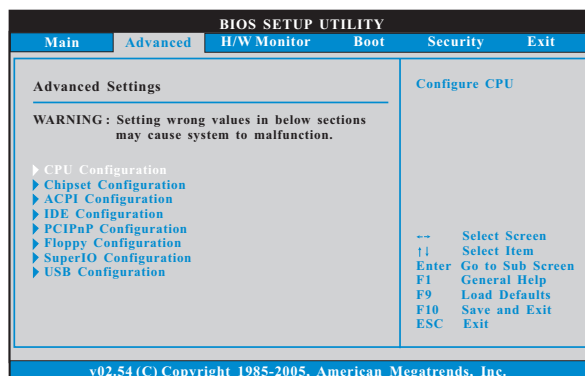 BIOS SETUP UTILITY
Main Advanced H/W Monitor Boot Security Exit
Advanced Settings
WARNING : Setting wrong values in below sections
may cause system to malfunction.
CPU Configuration
Chipset Configuration
ACPI Configuration
IDE Configuration
PCIPnP Configuration
Floppy Configuration
SuperIO Configuration
USB Configuration
Configure CPU
←→ Select Screen
↑↓ Select Item
Enter Go to Sub Screen
F1 General Help
F9 Load Defaults
F10 Save and Exit
ESC Exit
v02.54 (C) Copyright 1985-2005, American Megatrends, Inc.